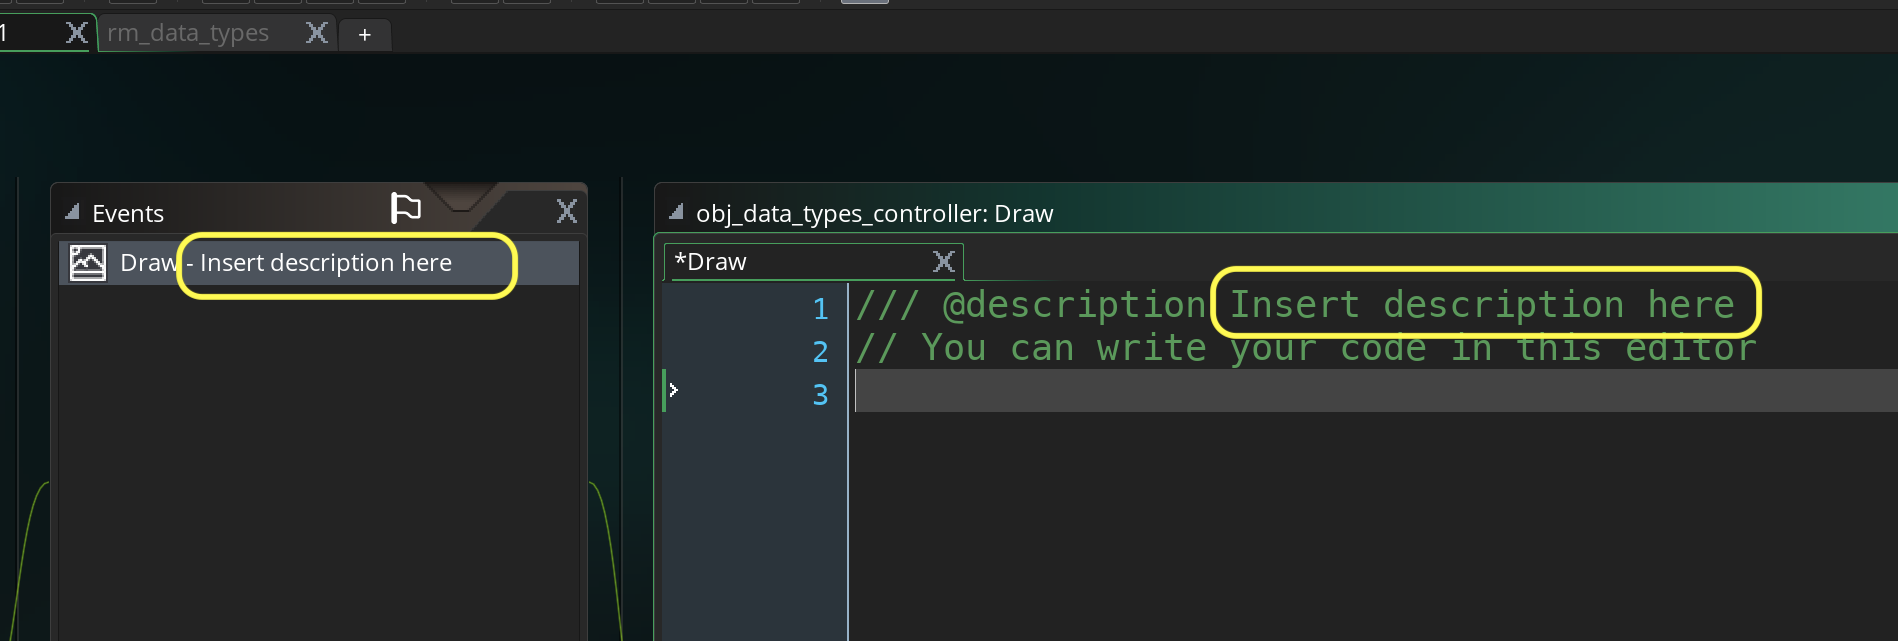 1
rm_data_types
+
Events
Draw - Insert description here
obj_data_types_controller: Draw
*Draw
1 /// @description Insert description here
2 // You can write your code in this editor
3